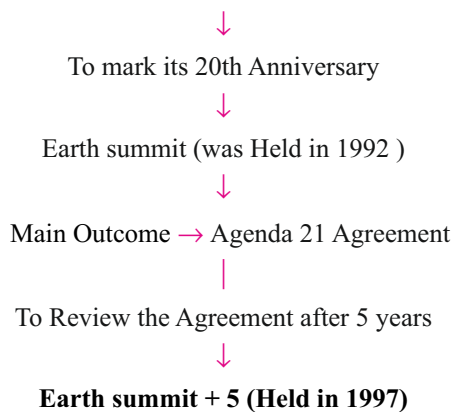 To mark its 20th Anniversary
Earth summit (was Held in 1992 )
Main Outcome → Agenda 21 Agreement
To Review the Agreement after 5 years
Earth summit + 5 (Held in 1997)